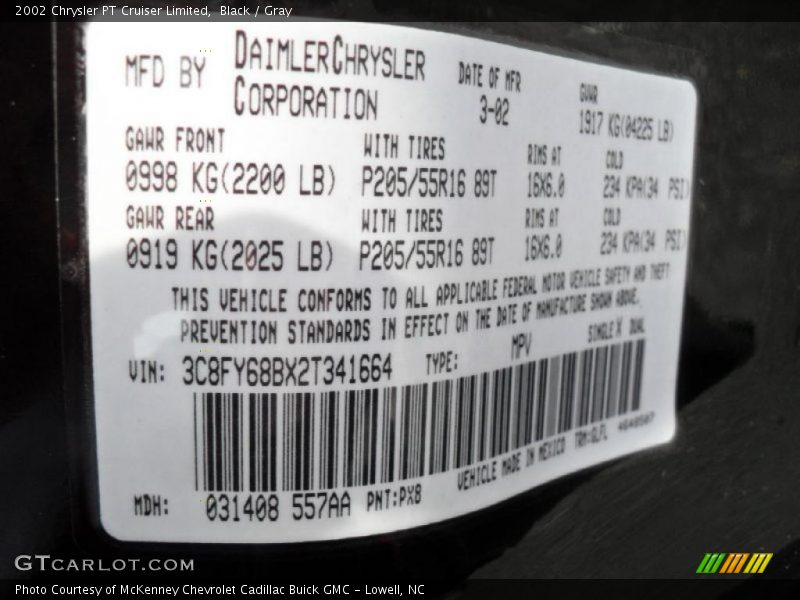 2002 Chrysler PT Cruiser Limited, Black / Gray
MFD BY DAIMLERCHRYSLER CORPORATION DATE OF MFR 3-02 GVWR 1917 KG(04225 LB)
GAWR FRONT WITH TIRES RIMS AT COLD
0998 KG(2200 LB) P205/55R16 89T 16X6.0 234 KPA(34 PSI)
GAWR REAR WITH TIRES RIMS AT COLD
0919 KG(2025 LB) P205/55R16 89T 16X6.0 234 KPA(34 PSI)
THIS VEHICLE CONFORMS TO ALL APPLICABLE FEDERAL MOTOR VEHICLE SAFETY AND THEFT
PREVENTION STANDARDS IN EFFECT ON THE DATE OF MANUFACTURE SHOWN ABOVE.
VIN: 3C8FY68BX2T341664 TYPE: MPV SINGLE X DUAL
VEHICLE MADE IN MEXICO TRM:GLFL
MDH: 031408 557AA PNT:PX8
GTCARLOT.COM
Photo Courtesy of McKenney Chevrolet Cadillac Buick GMC - Lowell, NC